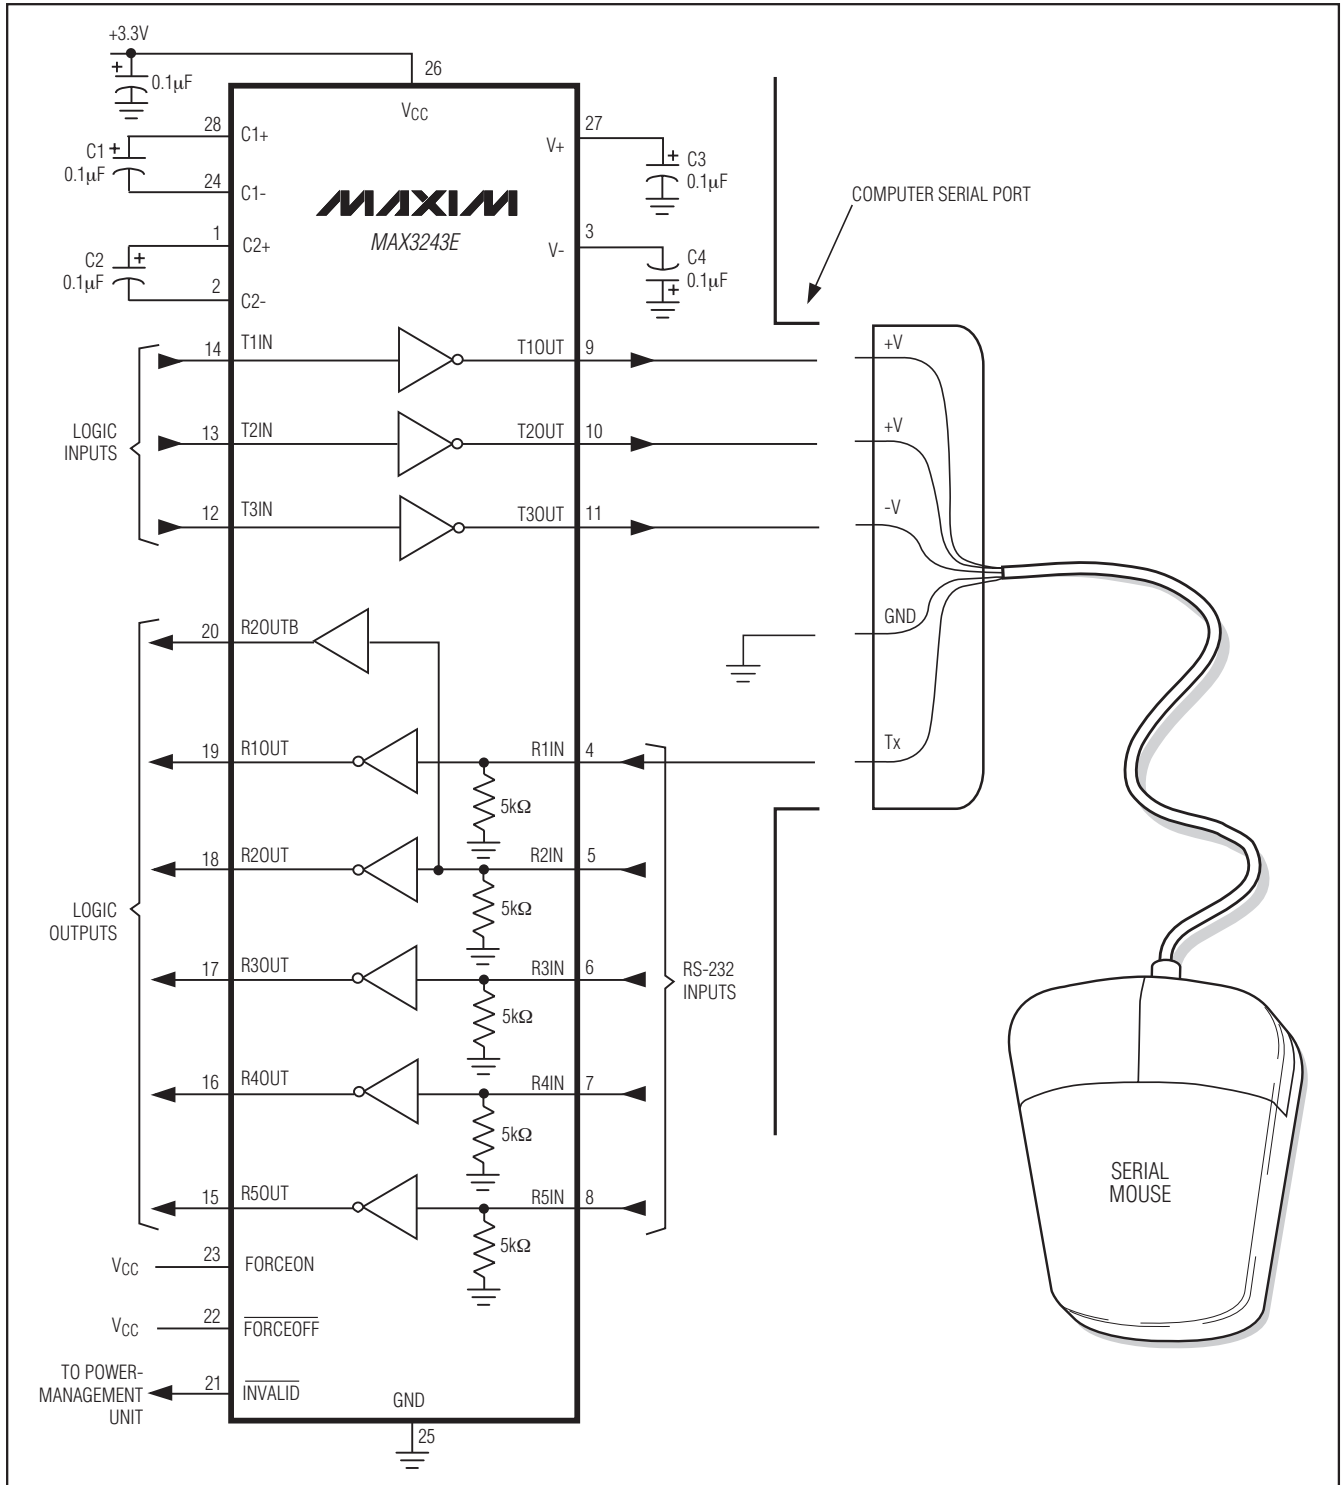 +3.3V
+
0.1µF
26
VCC
28
C1+
C1
+
0.1µF
24
C1-
1
C2+
C2
+
0.1µF
2
C2-
27
V+
+
C3
0.1µF
3
V-
C4
0.1µF
+
MAXIM
MAX3243E
COMPUTER SERIAL PORT
LOGIC
INPUTS
14
T1IN
T1OUT
9
13
T2IN
T2OUT
10
12
T3IN
T3OUT
11
+V
+V
-V
GND
Tx
LOGIC
OUTPUTS
20
R2OUTB
19
R1OUT
R1IN
4
5kΩ
18
R2OUT
R2IN
5
5kΩ
17
R3OUT
R3IN
6
5kΩ
16
R4OUT
R4IN
7
5kΩ
15
R5OUT
R5IN
8
5kΩ
RS-232
INPUTS
VCC
23
FORCEON
VCC
22
FORCEOFF
TO POWER-
MANAGEMENT
UNIT
21
INVALID
GND
25
SERIAL
MOUSE